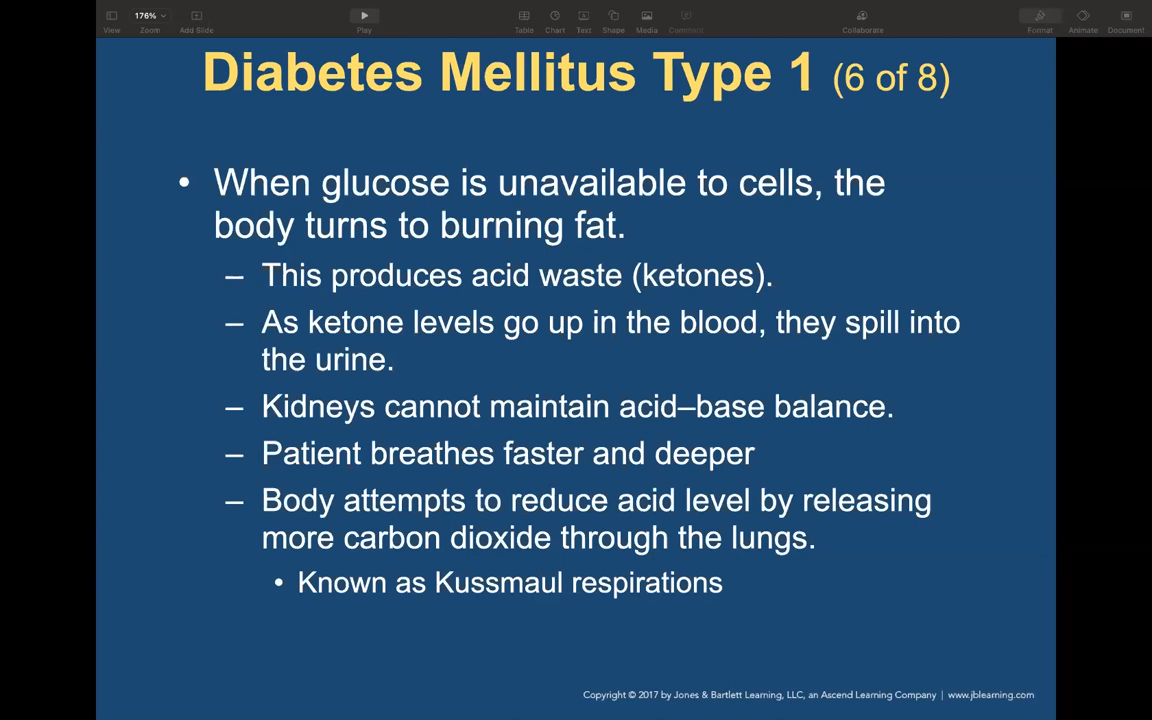 176%
View
Zoom
Add Slide
Play
Table
Chart
Text
Shape
Media
Comment
Collaborate
Format
Animate
Document
Diabetes Mellitus Type 1 (6 of 8)
• When glucose is unavailable to cells, the
body turns to burning fat.
– This produces acid waste (ketones).
– As ketone levels go up in the blood, they spill into
the urine.
– Kidneys cannot maintain acid–base balance.
– Patient breathes faster and deeper
– Body attempts to reduce acid level by releasing
more carbon dioxide through the lungs.
• Known as Kussmaul respirations
Copyright © 2017 by Jones & Bartlett Learning, LLC, an Ascend Learning Company | www.jblearning.com